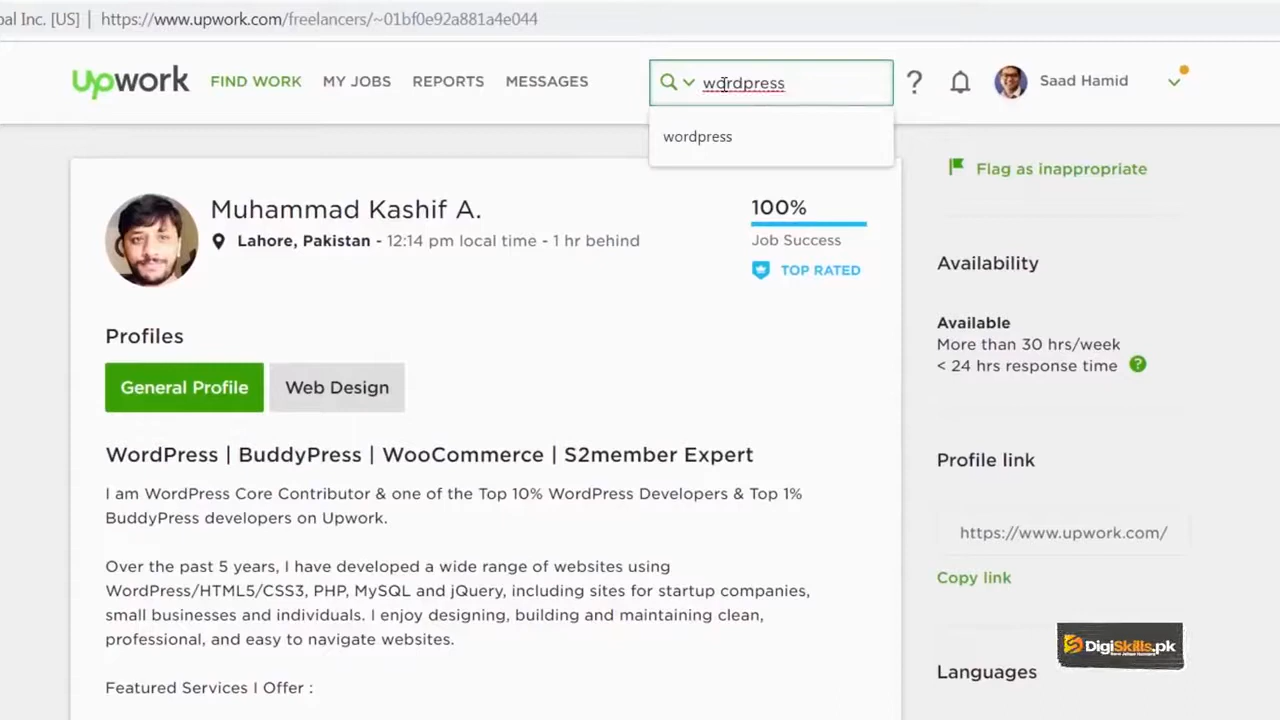 bal Inc. [US] | https://www.upwork.com/freelancers/~01bf0e92a881a4e044
Upwork FIND WORK MY JOBS REPORTS MESSAGES wordpress ? Saad Hamid
wordpress
Flag as inappropriate
Muhammad Kashif A.
Lahore, Pakistan - 12:14 pm local time - 1 hr behind
100%
Job Success
TOP RATED
Availability
Available
More than 30 hrs/week
< 24 hrs response time ?
Profiles
General Profile Web Design
WordPress | BuddyPress | WooCommerce | S2member Expert
I am WordPress Core Contributor & one of the Top 10% WordPress Developers & Top 1%
BuddyPress developers on Upwork.
Over the past 5 years, I have developed a wide range of websites using
WordPress/HTML5/CSS3, PHP, MySQL and jQuery, including sites for startup companies,
small businesses and individuals. I enjoy designing, building and maintaining clean,
professional, and easy to navigate websites.
Featured Services I Offer :
Profile link
https://www.upwork.com/
Copy link
DigiSkills.pk
Languages